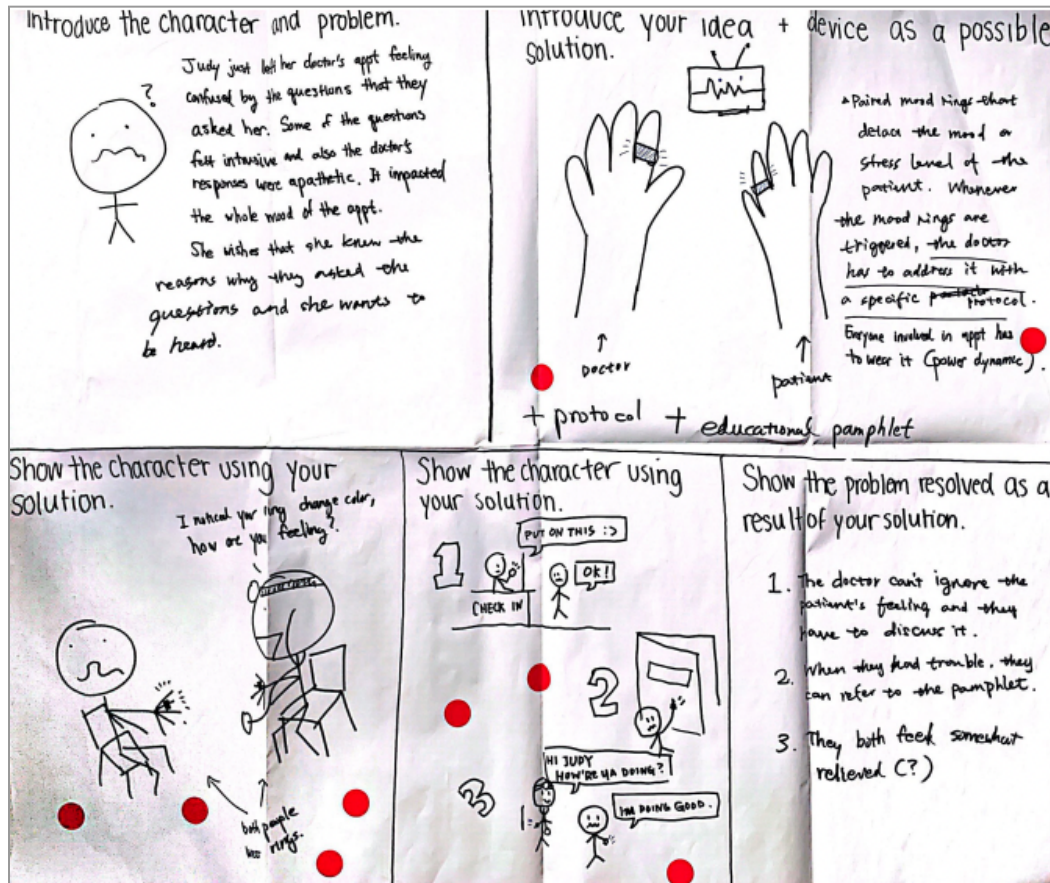 Introduce the character and problem.
?
Judy just left her doctor's appt feeling
confused by the questions that they
asked her. Some of the questions
felt intrusive and also the doctor's
responses were apathetic. It impacted
the whole mood of the appt.
She wishes that she knew the
reasons why they asked the
questions and she wants to
be heard.
Introduce your idea + device as a possible
solution.
* Paired mood rings that
detact the mood or
stress level of the
patient. Whenever
the mood rings are
triggered, the doctor
has to address it with
a specific protocol.
Everyone involved in appt has
to wear it (power dynamic).
Doctor
patient
+ protocol + educational pamphlet
Show the character using your
solution.
I noticed your ring change color,
how are you feeling?
both people
has rings.
Show the character using
your solution.
1
PUT ON THIS :>
OK!
CHECK IN
2
3
HI JUDY
HOW'RE YA DOING?
I'M DOING GOOD.
Show the problem resolved as a
result of your solution.
1. The doctor can't ignore the
patient's feeling and they
have to discuss it.
2. When they had trouble, they
can refer to the pamphlet.
3. They both feel somewhat
relieved (?)